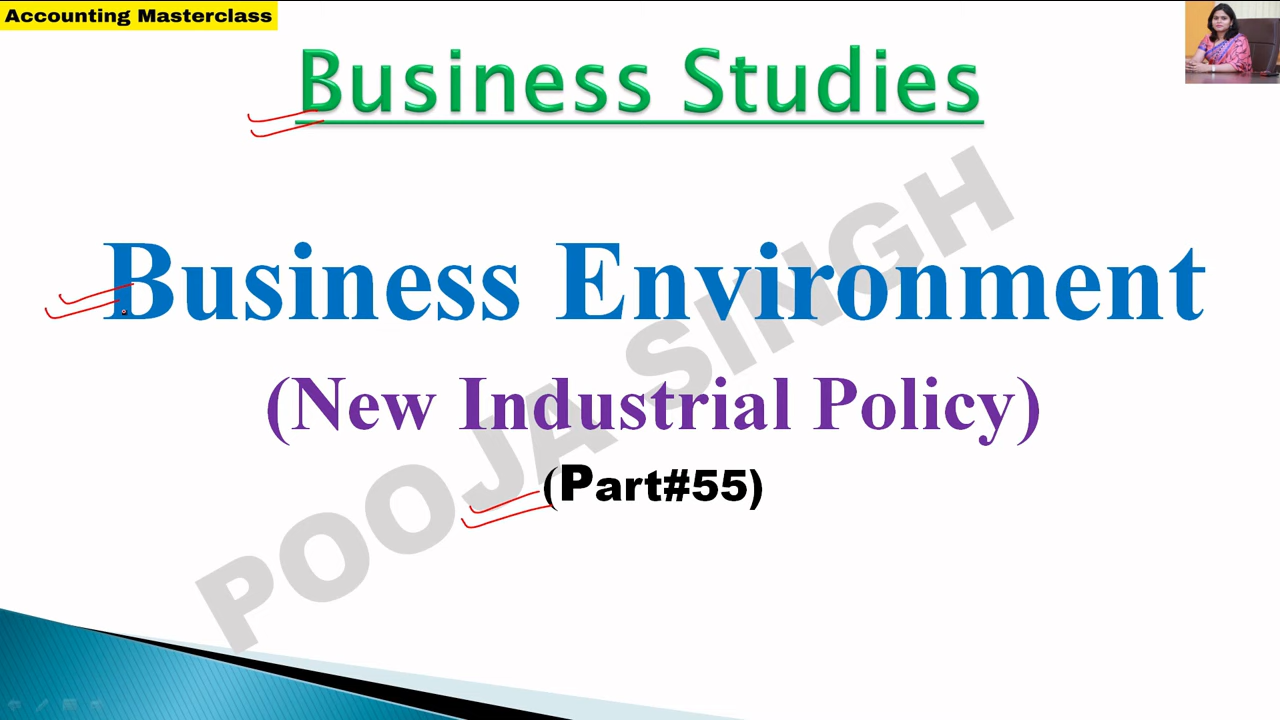 Accounting Masterclass
Business Studies
Business Environment
(New Industrial Policy)
(Part#55)
POOJA SINGH